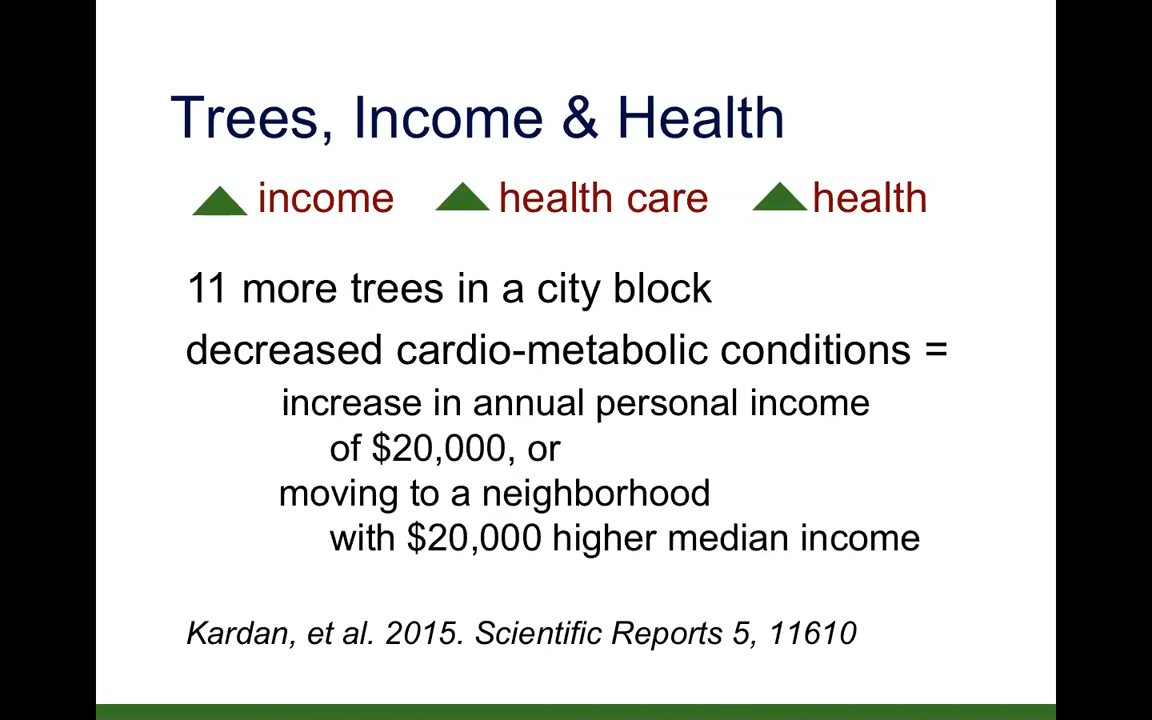 Trees, Income & Health
income health care health
11 more trees in a city block
decreased cardio-metabolic conditions =
increase in annual personal income
of $20,000, or
moving to a neighborhood
with $20,000 higher median income
Kardan, et al. 2015. Scientific Reports 5, 11610